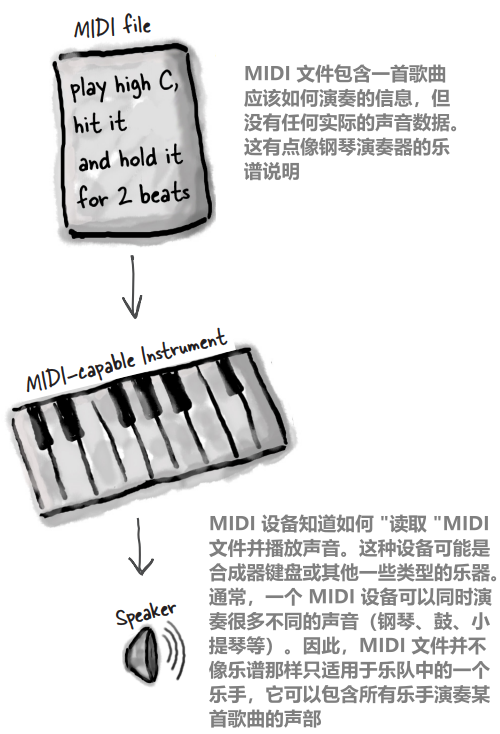 MIDI file
play high C,
hit it
and hold it
for 2 beats
MIDI 文件包含一首歌曲
应该如何演奏的信息，但
没有任何实际的声音数据。
这有点像钢琴演奏器的乐
谱说明
MIDI-capable Instrument
MIDI 设备知道如何 "读取 "MIDI
文件并播放声音。这种设备可能是
合成器键盘或其他一些类型的乐器。
通常，一个 MIDI 设备可以同时演
奏很多不同的声音（钢琴、鼓、小
提琴等）。因此，MIDI 文件并不
像乐谱那样只适用于乐队中的一个
乐手，它可以包含所有乐手演奏某
首歌曲的声部
Speaker